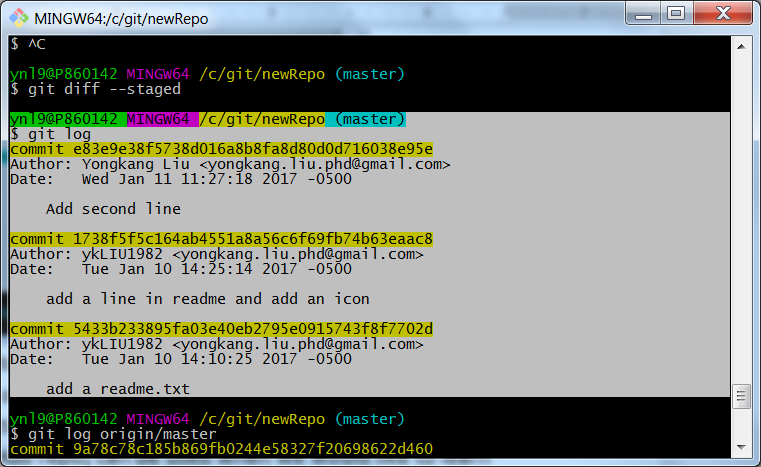 MINGW64:/c/git/newRepo
$ ^C
ynl9@P860142 MINGW64 /c/git/newRepo (master)
$ git diff --staged
ynl9@P860142 MINGW64 /c/git/newRepo (master)
$ git log
commit e83e9e38f5738d016a8b8fa8d80d0d716038e95e
Author: Yongkang Liu <yongkang.liu.phd@gmail.com>
Date:   Wed Jan 11 11:27:18 2017 -0500
    Add second line
commit 1738f5f5c164ab4551a8a56c6f69fb74b63eaac8
Author: ykLIU1982 <yongkang.liu.phd@gmail.com>
Date:   Tue Jan 10 14:25:14 2017 -0500
    add a line in readme and add an icon
commit 5433b233895fa03e40eb2795e0915743f8f7702d
Author: ykLIU1982 <yongkang.liu.phd@gmail.com>
Date:   Tue Jan 10 14:10:25 2017 -0500
    add a readme.txt
ynl9@P860142 MINGW64 /c/git/newRepo (master)
$ git log origin/master
commit 9a78c78c185b869fb0244e58327f20698622d460